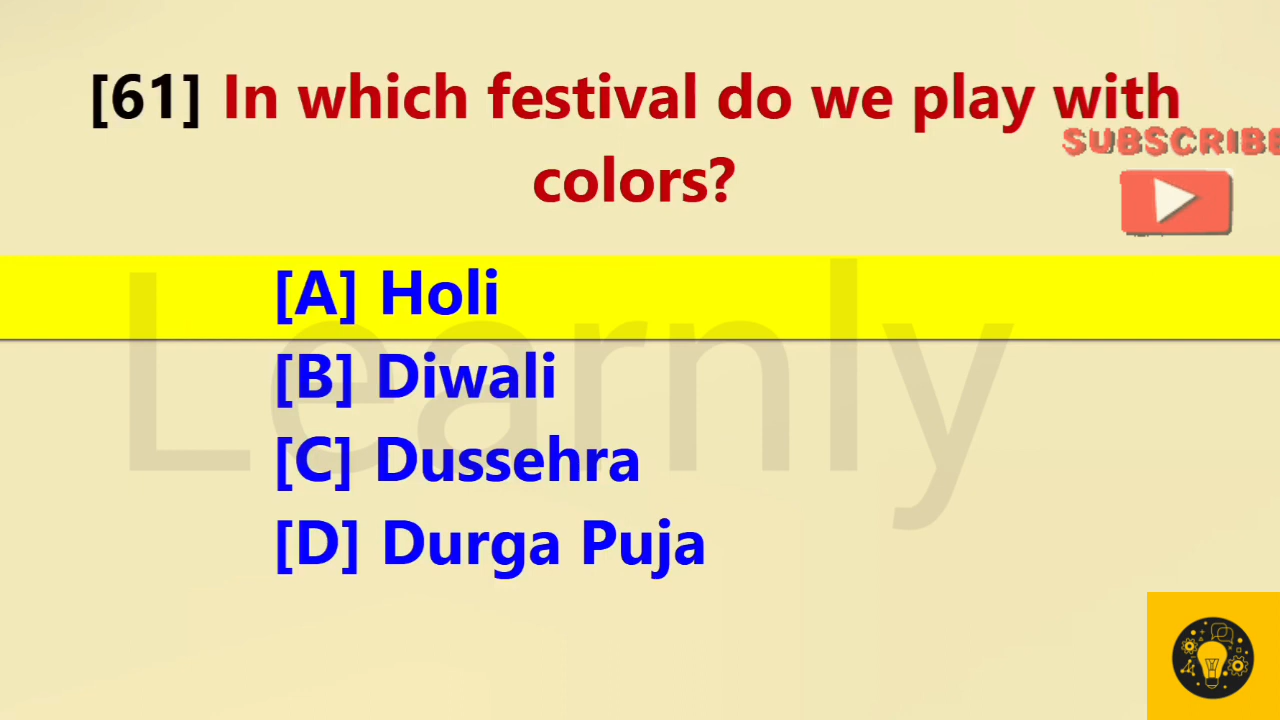 [61] In which festival do we play with
colors?
SUBSCRIBE
[A] Holi
[B] Diwali
[C] Dussehra
[D] Durga Puja
Learnly